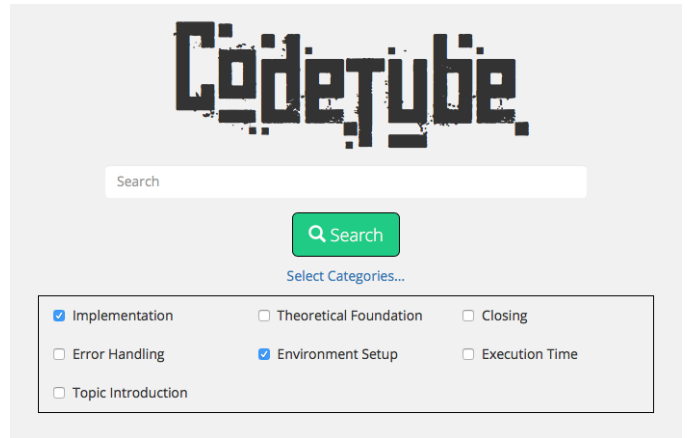 CodeTube
Search
Search
Select Categories...
Implementation Theoretical Foundation Closing
Error Handling Environment Setup Execution Time
Topic Introduction